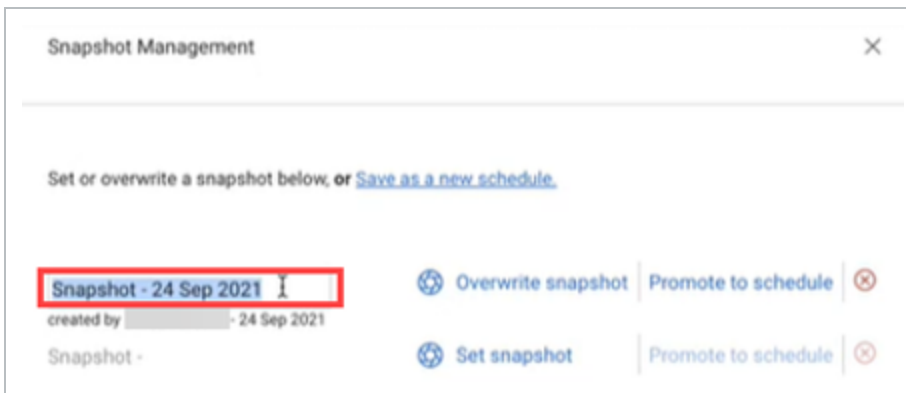 Snapshot Management
Set or overwrite a snapshot below, or Save as a new schedule.
Snapshot - 24 Sep 2021 Overwrite snapshot Promote to schedule
created by - 24 Sep 2021
Snapshot - Set snapshot Promote to schedule